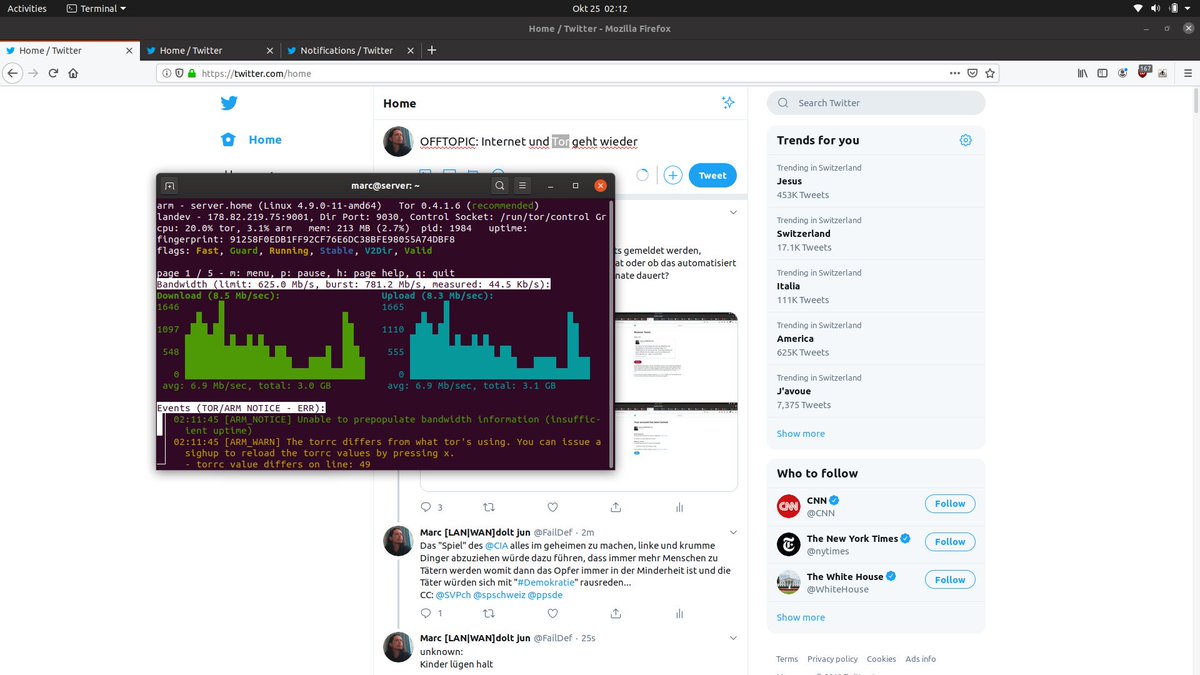 Activities
Terminal
Okt 25 02:12
Home / Twitter - Mozilla Firefox
Home / Twitter
Home / Twitter
Notifications / Twitter
https://twitter.com/home
167
Home
Home
OFFTOPIC: Internet und Tor geht wieder
Tweet
marc@server: ~
arm - server.home (Linux 4.9.0-11-amd64) Tor 0.4.1.6 (recommended)
landev - 178.82.219.75:9001, Dir Port: 9030, Control Socket: /run/tor/control Gr
cpu: 20.0% tor, 3.1% arm mem: 213 MB (2.7%) pid: 1984 uptime:
fingerprint: 91258F0EDB1FF92CF76E6DC38BFE98055A74DBF8
flags: Fast, Guard, Running, Stable, V2Dir, Valid
page 1 / 5 - m: menu, p: pause, h: page help, q: quit
Bandwidth (limit: 625.0 Mb/s, burst: 781.2 Mb/s, measured: 44.5 Kb/s):
Download (8.5 Mb/sec): Upload (8.3 Mb/sec):
1646 1665
1097 1110
548 555
0 0
avg: 6.9 Mb/sec, total: 3.0 GB avg: 6.9 Mb/sec, total: 3.1 GB
Events (TOR/ARM NOTICE - ERR):
02:11:45 [ARM_NOTICE] Unable to prepopulate bandwidth information (insuffic-
ient uptime)
02:11:45 [ARM_WARN] The torrc differs from what tor's using. You can issue a
sighup to reload the torrc values by pressing x.
- torrc value differs on line: 49
ts gemeldet werden,
at oder ob das automatisiert
nate dauert?
3
Marc [LAN|WAN]dolt jun @FailDef · 2m
Das "Spiel" des @CIA alles im geheimen zu machen, linke und krumme
Dinger abzuziehen würde dazu führen, dass immer mehr Menschen zu
Tätern werden womit dann das Opfer immer in der Minderheit ist und die
Täter würden sich mit "#Demokratie" rausreden...
CC: @SVPch @spschweiz @ppsde
1
Marc [LAN|WAN]dolt jun @FailDef · 25s
unknown:
Kinder lügen halt
Search Twitter
Trends for you
Trending in Switzerland
Jesus
453K Tweets
Trending in Switzerland
Switzerland
17.1K Tweets
Trending in Switzerland
Italia
111K Tweets
Trending in Switzerland
America
625K Tweets
Trending in Switzerland
J'avoue
7,375 Tweets
Show more
Who to follow
CNN
@CNN
Follow
The New York Times
@nytimes
Follow
The White House
@WhiteHouse
Follow
Show more
Terms Privacy policy Cookies Ads info